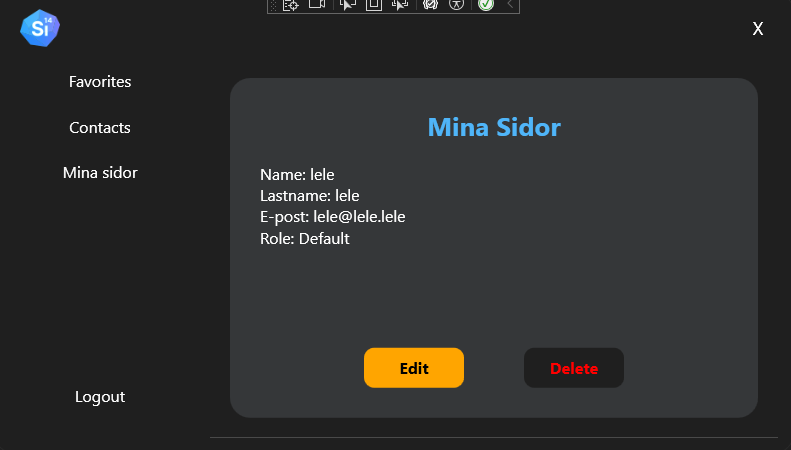 Si
14
X
Favorites
Contacts
Mina sidor
Mina Sidor
Name: lele
Lastname: lele
E-post: lele@lele.lele
Role: Default
Edit
Delete
Logout